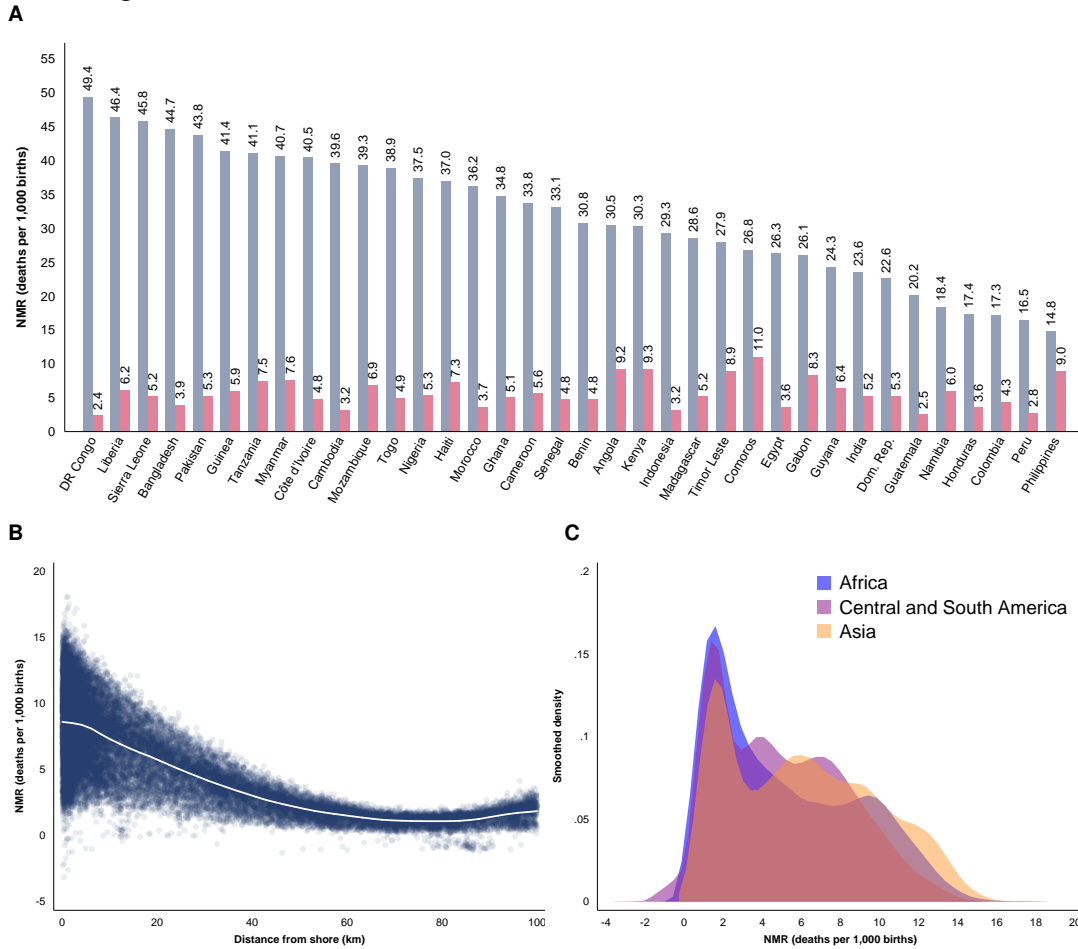 A
NMR (deaths per 1,000 births)
55
50
45
40
35
30
25
20
15
10
5
0
49.4 2.4 46.4 6.2 45.8 5.2 44.7 3.9 43.8 5.3 41.4 5.9 41.1 7.5 40.7 7.6 40.5 4.8 39.6 3.2 39.3 6.9 38.9 4.9 37.5 5.3 37.0 7.3 36.2 3.7 34.8 5.1 33.8 5.6 33.1 4.8 30.8 4.8 30.5 9.2 30.3 9.3 29.3 3.2 28.6 5.2 27.9 8.9 26.8 11.0 26.3 3.6 26.1 8.3 24.3 6.4 23.6 5.2 22.6 5.3 20.2 2.5 18.4 6.0 17.4 3.6 17.3 4.3 16.5 2.8 14.8 9.0
DR Congo Liberia Sierra Leone Bangladesh Pakistan Guinea Tanzania Myanmar Côte d'Ivoire Cambodia Mozambique Togo Nigeria Haiti Morocco Ghana Cameroon Senegal Benin Angola Kenya Indonesia Madagascar Timor Leste Comoros Egypt Gabon Guyana India Dom. Rep. Guatemala Namibia Honduras Colombia Peru Philippines
B
NMR (deaths per 1,000 births)
20
15
10
5
0
-5
0 20 40 60 80 100
Distance from shore (km)
C
Smoothed density
.2
.15
.1
.05
0
Africa
Central and South America
Asia
-4 -2 0 2 4 6 8 10 12 14 16 18 20
NMR (deaths per 1,000 births)